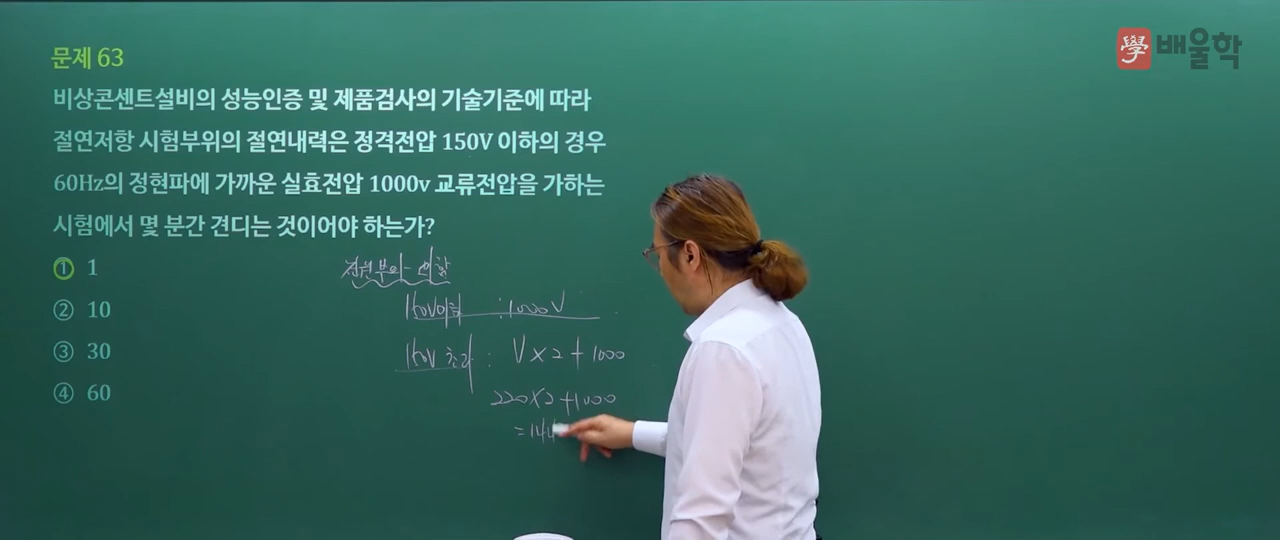 學 배울학
문제 63
비상콘센트설비의 성능인증 및 제품검사의 기술기준에 따라
절연저항 시험부위의 절연내력은 정격전압 150V 이하의 경우
60Hz의 정현파에 가까운 실효전압 1000v 교류전압을 가하는
시험에서 몇 분간 견디는 것이어야 하는가?
① 1
② 10
③ 30
④ 60
150V이하 : 1000V
150V 초과 : V×2+1000
220×2+1000
=144